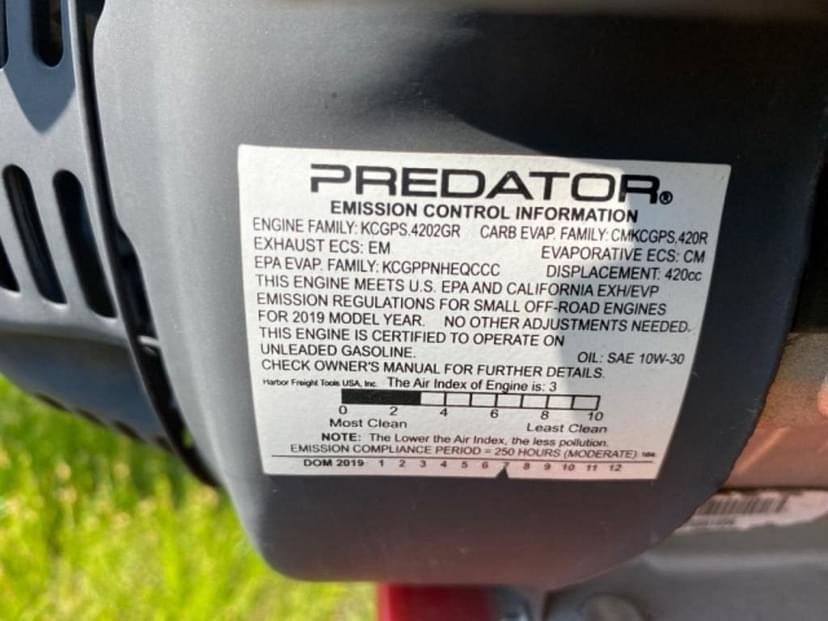 PREDATOR®
EMISSION CONTROL INFORMATION
ENGINE FAMILY: KCGPS.4202GR CARB EVAP. FAMILY: CMKCGPS.420R
EXHAUST ECS: EM EVAPORATIVE ECS: CM
EPA EVAP. FAMILY: KCGPPNHEQCCC DISPLACEMENT: 420cc
THIS ENGINE MEETS U.S. EPA AND CALIFORNIA EXH/EVP
EMISSION REGULATIONS FOR SMALL OFF-ROAD ENGINES
FOR 2019 MODEL YEAR. NO OTHER ADJUSTMENTS NEEDED.
THIS ENGINE IS CERTIFIED TO OPERATE ON
UNLEADED GASOLINE. OIL: SAE 10W-30
CHECK OWNER'S MANUAL FOR FURTHER DETAILS.
Harbor Freight Tools USA, Inc. The Air Index of Engine is: 3
0 2 4 6 8 10
Most Clean Least Clean
NOTE: The Lower the Air Index, the less pollution.
EMISSION COMPLIANCE PERIOD = 250 HOURS (MODERATE)
DOM 2019 1 2 3 4 5 6 7 8 9 10 11 12